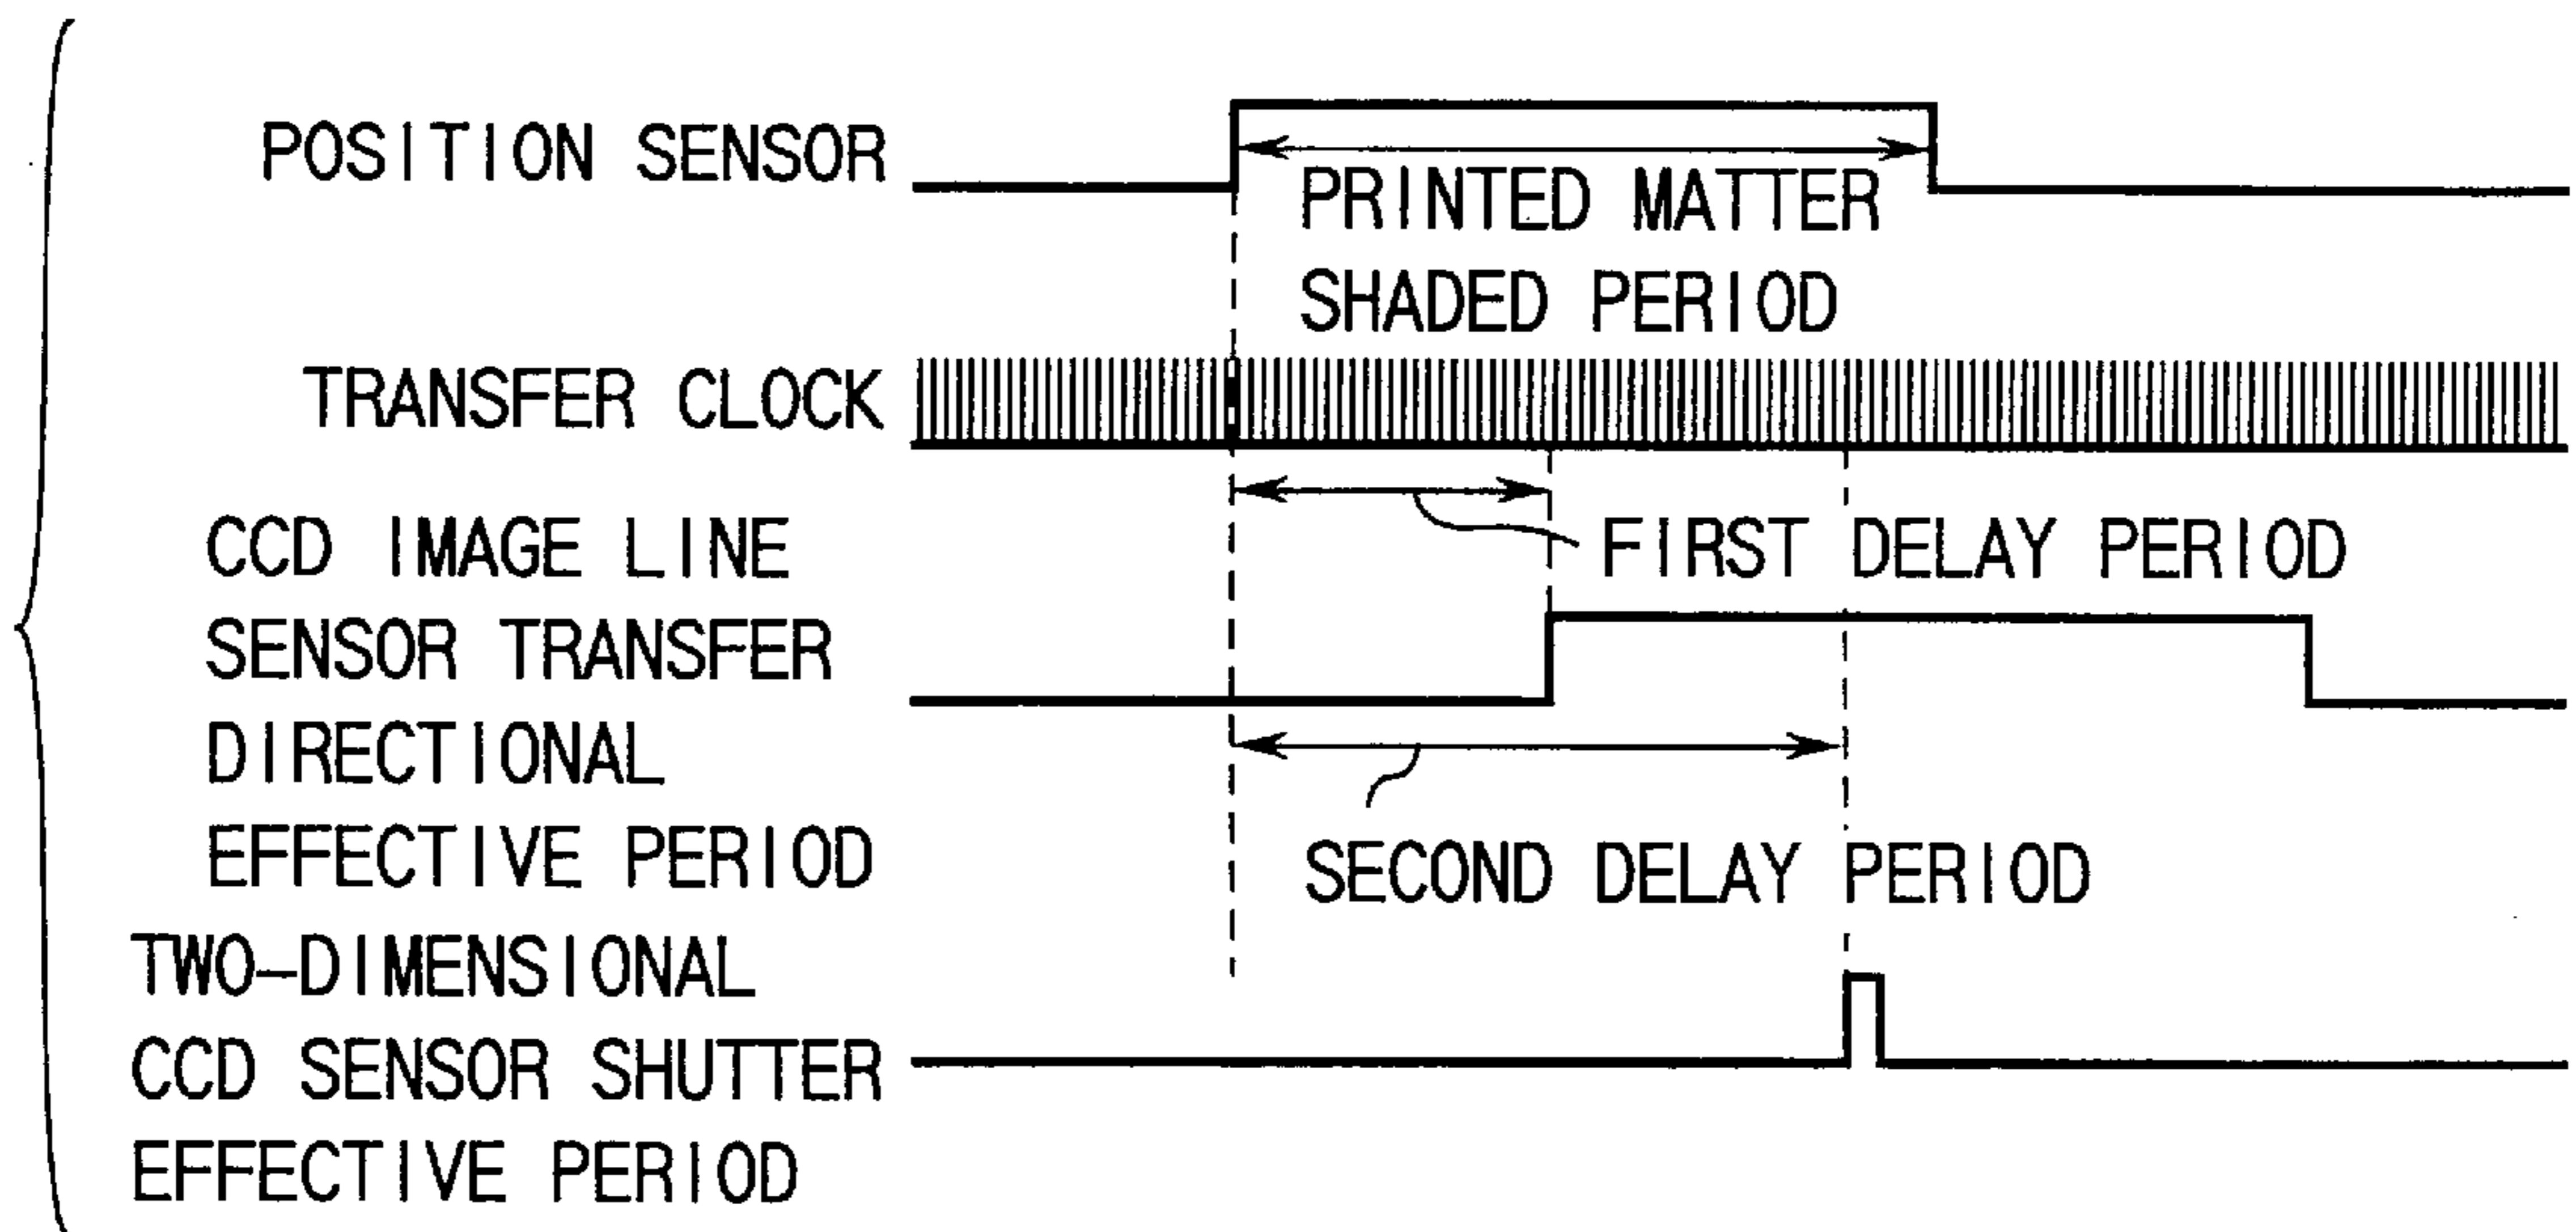 POSITION SENSOR
PRINTED MATTER
SHADED PERIOD
TRANSFER CLOCK
FIRST DELAY PERIOD
CCD IMAGE LINE
SENSOR TRANSFER
DIRECTIONAL
EFFECTIVE PERIOD
SECOND DELAY PERIOD
TWO-DIMENSIONAL
CCD SENSOR SHUTTER
EFFECTIVE PERIOD